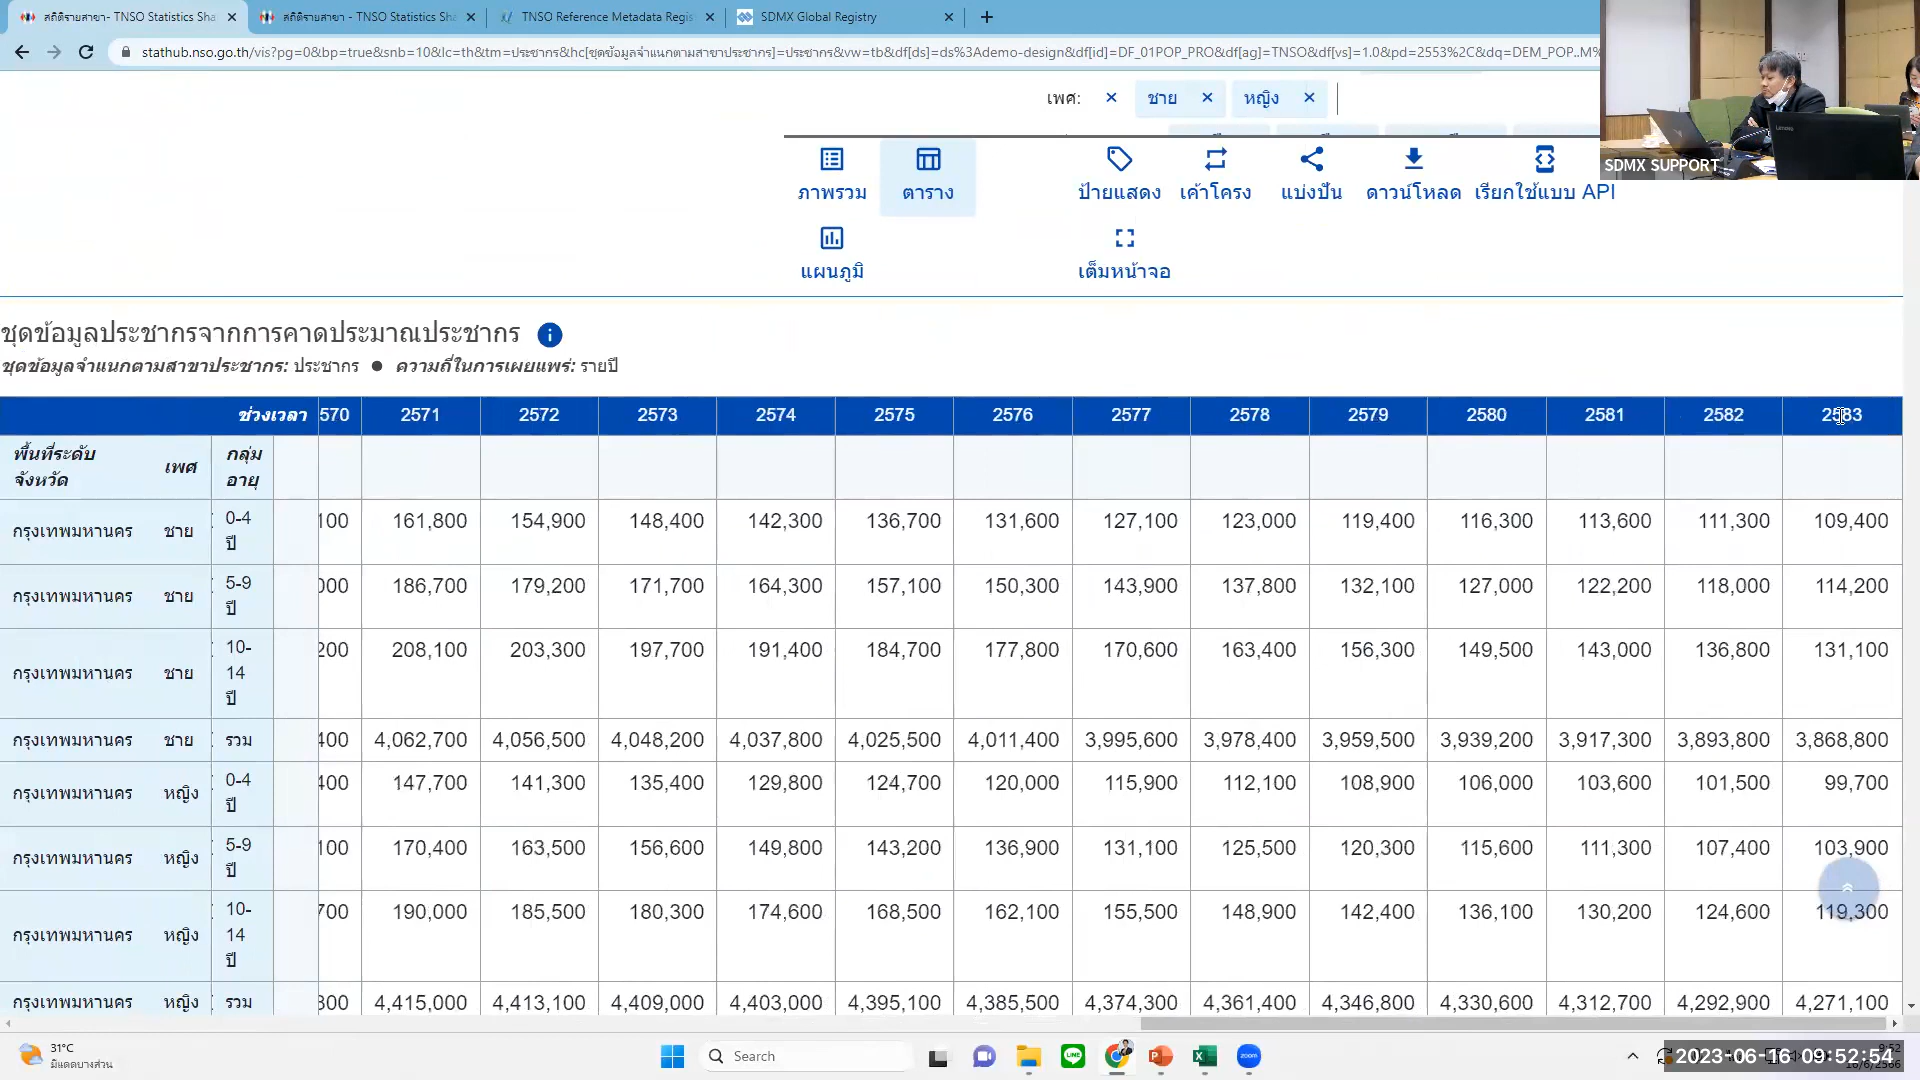 สถิติรายสาขา- TNSO Statistics Sha
สถิติรายสาขา - TNSO Statistics Sha
TNSO Reference Metadata Regis
SDMX Global Registry
stathub.nso.go.th/vis?pg=0&bp=true&snb=10&lc=th&tm=ประชากร&hc[ชุดข้อมูลจำแนกตามสาขาประชากร]=ประชากร&vw=tb&df[ds]=ds%3Ademo-design&df[id]=DF_01POP_PRO&df[ag]=TNSO&df[vs]=1.0&pd=2553%2C&dq=DEM_POP..M%
เพศ: ชาย หญิง
SDMX SUPPORT
ภาพรวม ตาราง ป้ายแสดง เค้าโครง แบ่งปัน ดาวน์โหลด เรียกใช้แบบ API
แผนภูมิ เต็มหน้าจอ
ชุดข้อมูลประชากรจากการคาดประมาณประชากร
ชุดข้อมูลจำแนกตามสาขาประชากร: ประชากร ● ความถี่ในการเผยแพร่: รายปี
ช่วงเวลา 570 2571 2572 2573 2574 2575 2576 2577 2578 2579 2580 2581 2582 2583
พื้นที่ระดับ เพศ กลุ่ม
จังหวัด อายุ
กรุงเทพมหานคร ชาย 0-4 100 161,800 154,900 148,400 142,300 136,700 131,600 127,100 123,000 119,400 116,300 113,600 111,300 109,400
ปี
กรุงเทพมหานคร ชาย 5-9 000 186,700 179,200 171,700 164,300 157,100 150,300 143,900 137,800 132,100 127,000 122,200 118,000 114,200
ปี
กรุงเทพมหานคร ชาย 10- 200 208,100 203,300 197,700 191,400 184,700 177,800 170,600 163,400 156,300 149,500 143,000 136,800 131,100
14
ปี
กรุงเทพมหานคร ชาย รวม 400 4,062,700 4,056,500 4,048,200 4,037,800 4,025,500 4,011,400 3,995,600 3,978,400 3,959,500 3,939,200 3,917,300 3,893,800 3,868,800
กรุงเทพมหานคร หญิง 0-4 400 147,700 141,300 135,400 129,800 124,700 120,000 115,900 112,100 108,900 106,000 103,600 101,500 99,700
ปี
กรุงเทพมหานคร หญิง 5-9 100 170,400 163,500 156,600 149,800 143,200 136,900 131,100 125,500 120,300 115,600 111,300 107,400 103,900
ปี
กรุงเทพมหานคร หญิง 10- 700 190,000 185,500 180,300 174,600 168,500 162,100 155,500 148,900 142,400 136,100 130,200 124,600 119,300
14
ปี
กรุงเทพมหานคร หญิง รวม 300 4,415,000 4,413,100 4,409,000 4,403,000 4,395,100 4,385,500 4,374,300 4,361,400 4,346,800 4,330,600 4,312,700 4,292,900 4,271,100
31°C
มีแดดบางส่วน
Search
2023-06-16 09:52:54